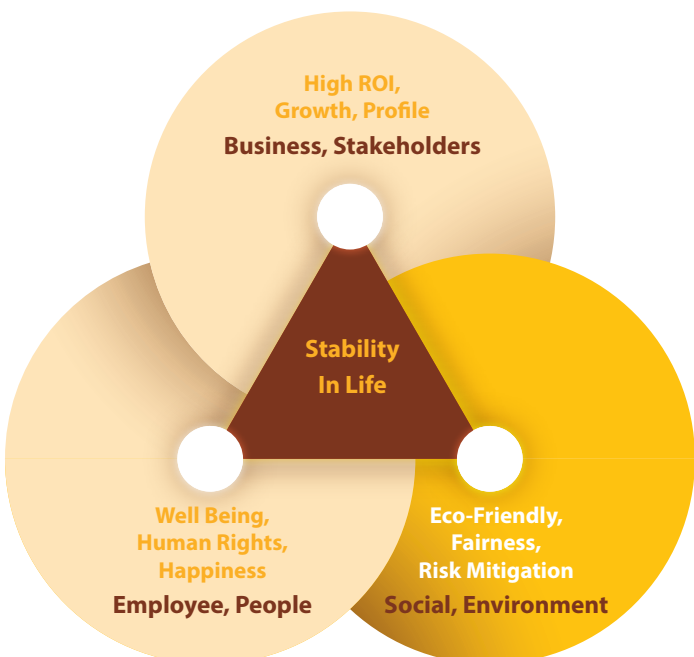 High ROI,
Growth, Profile
Business, Stakeholders
Stability
In Life
Well Being,
Human Rights,
Happiness
Employee, People
Eco-Friendly,
Fairness,
Risk Mitigation
Social, Environment